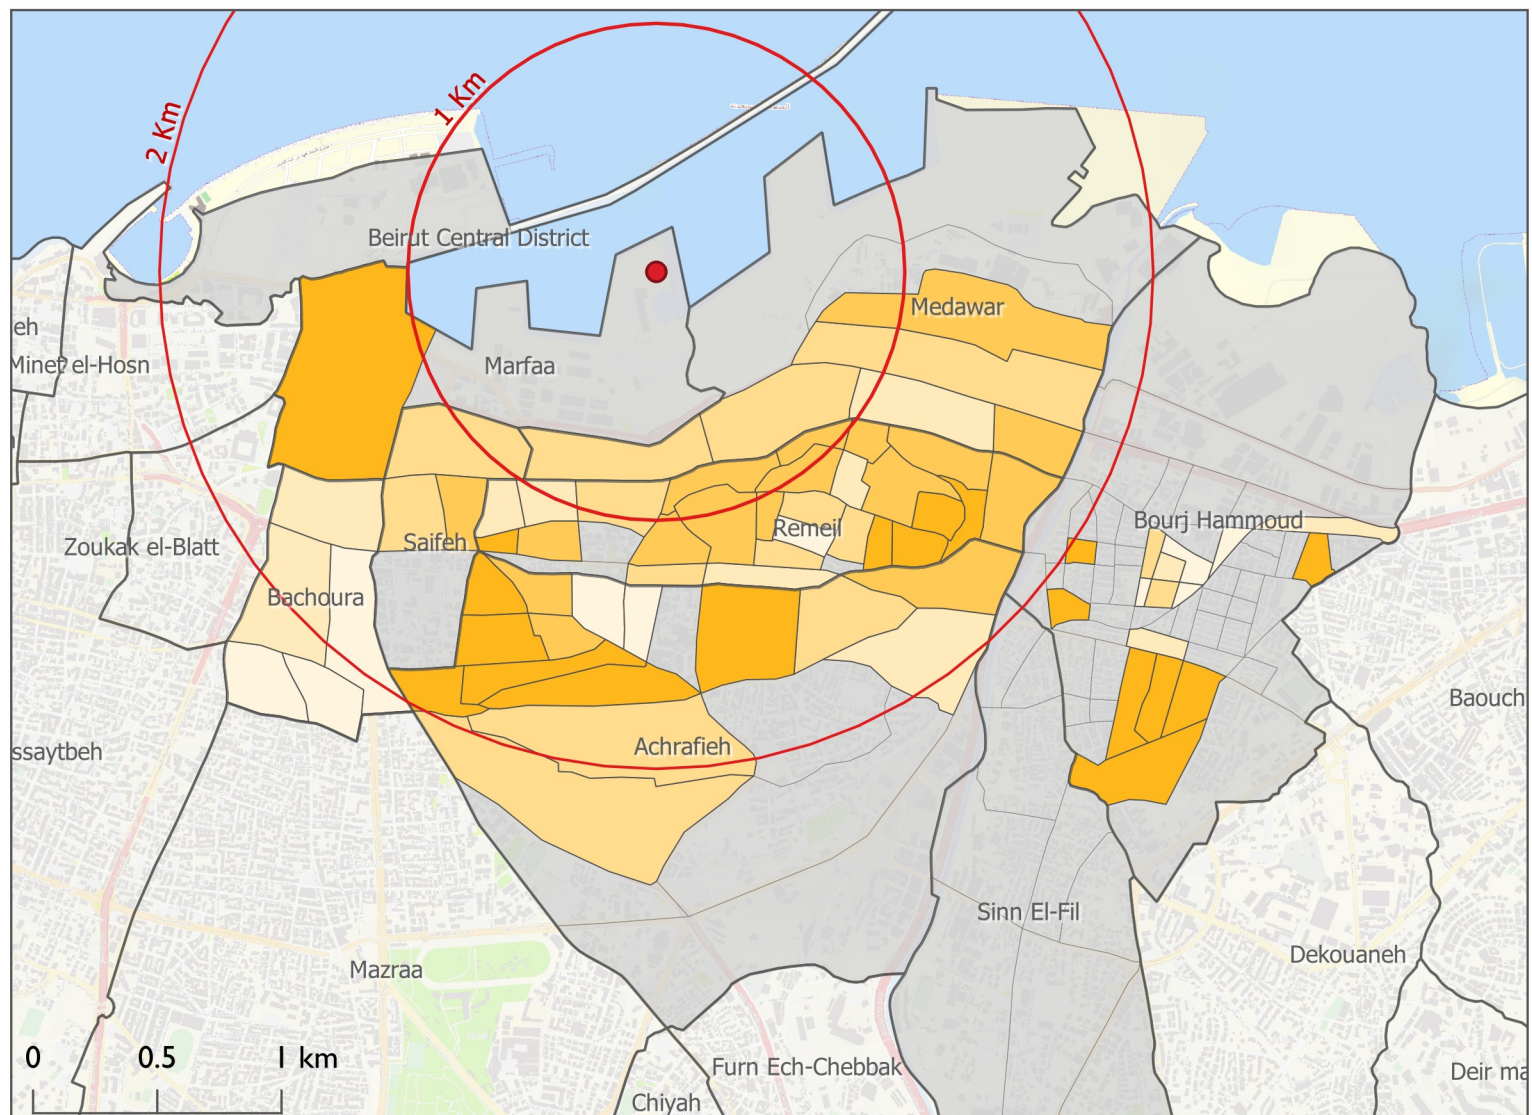 1 Km
2 Km
Beirut Central District
Medawar
eh
Minet el-Hosn
Marfaa
Bourj Hammoud
Remeil
Saifeh
Zoukak el-Blatt
Bachoura
Baouch
Achrafieh
ssaytbeh
Sinn El-Fil
Dekouaneh
Mazraa
0 0.5 1 km
Furn Ech-Chebbak
Deir ma
Chiyah